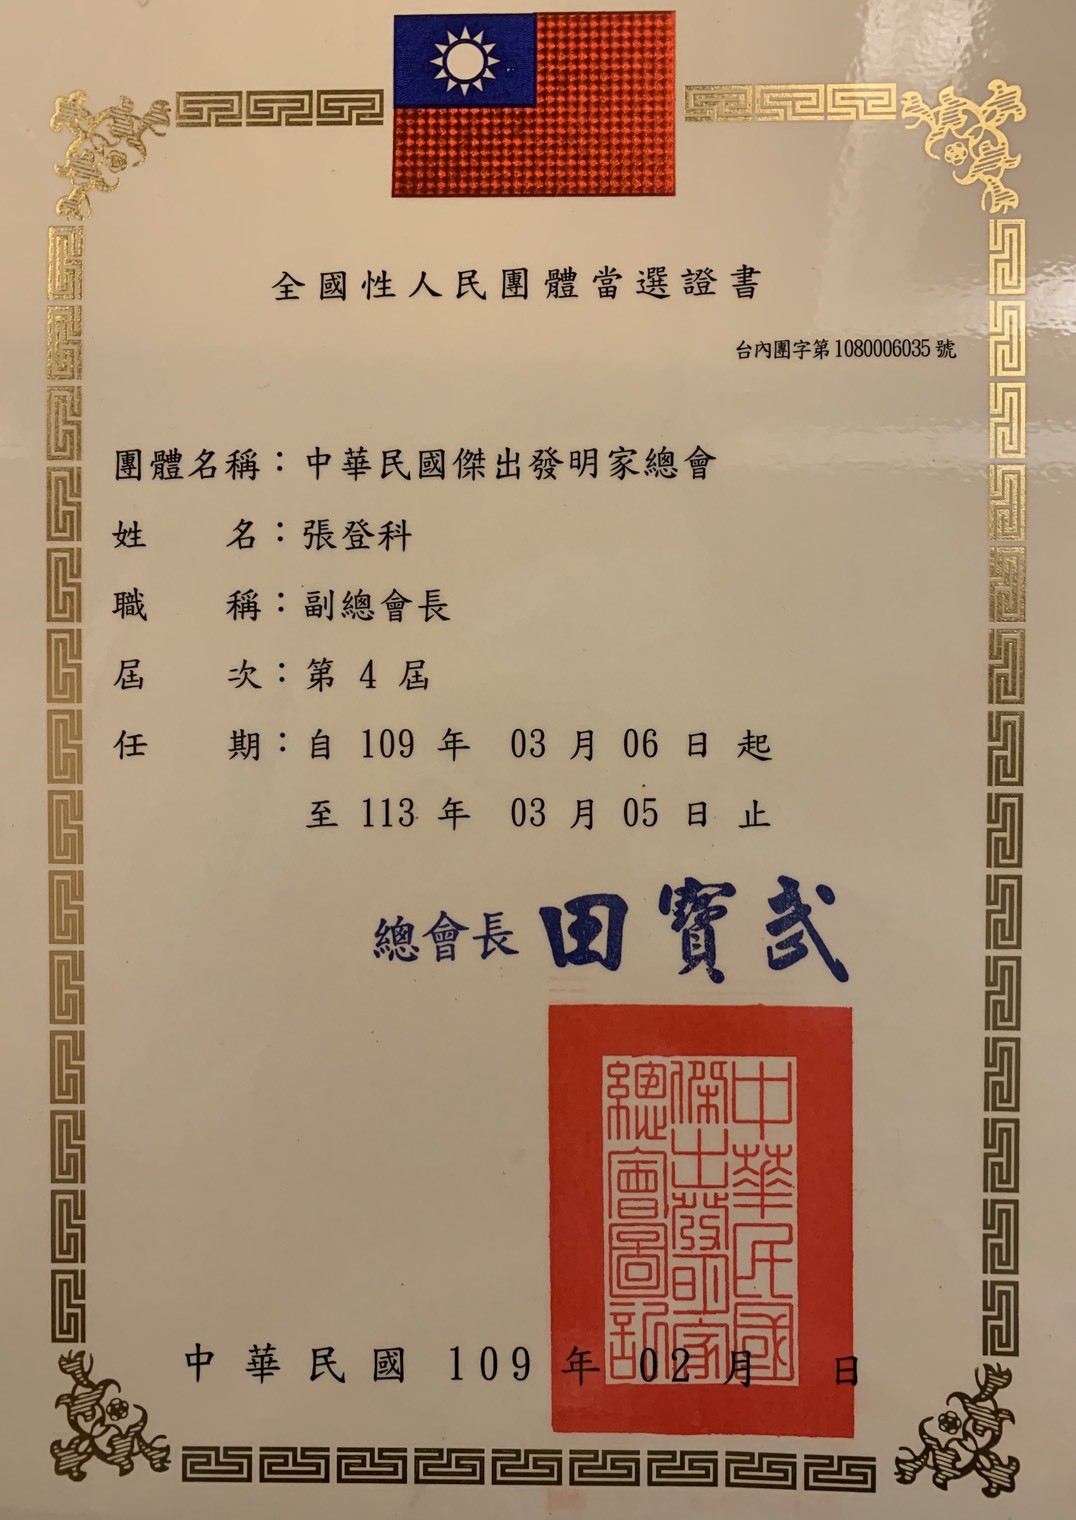 全國性人民團體當選證書
台內團字第1080006035號
團體名稱：中華民國傑出發明家總會
姓 名：張登科
職 稱：副總會長
屆 次：第 4 屆
任 期：自 109 年 03 月 06 日 起
至 113 年 03 月 05 日 止
總會長 田寶貳
中華民國
傑出發明家
總會圖記
中 華 民 國 109 年 02 月 日